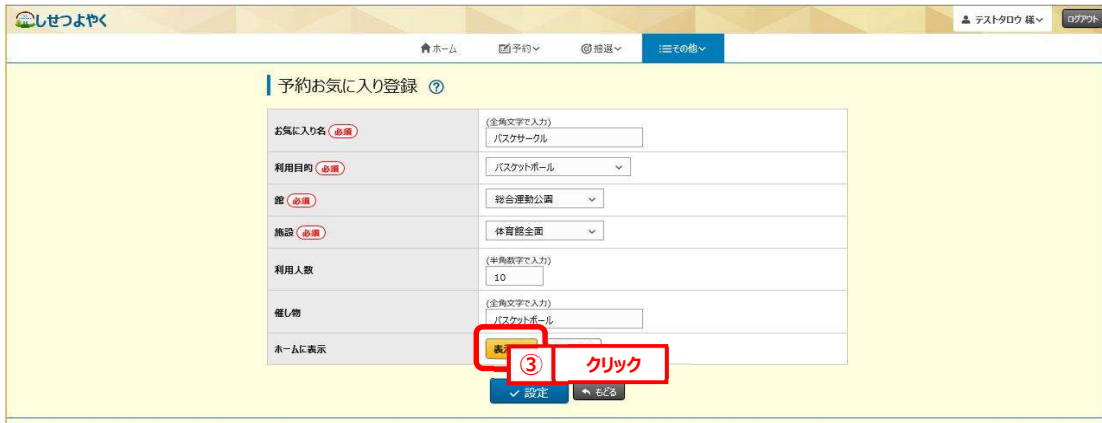 しせつよやく
テストタロウ 様
ログアウト
ホーム 予約 抽選 その他
予約お気に入り登録 ?
お気に入り名 必須
(全角文字で入力)
バスケサークル
利用目的 必須
バスケットボール
館 必須
総合運動公園
施設 必須
体育館全面
利用人数
(半角数字で入力)
10
催し物
(全角文字で入力)
バスケットボール
ホームに表示
③ クリック
設定 もどる